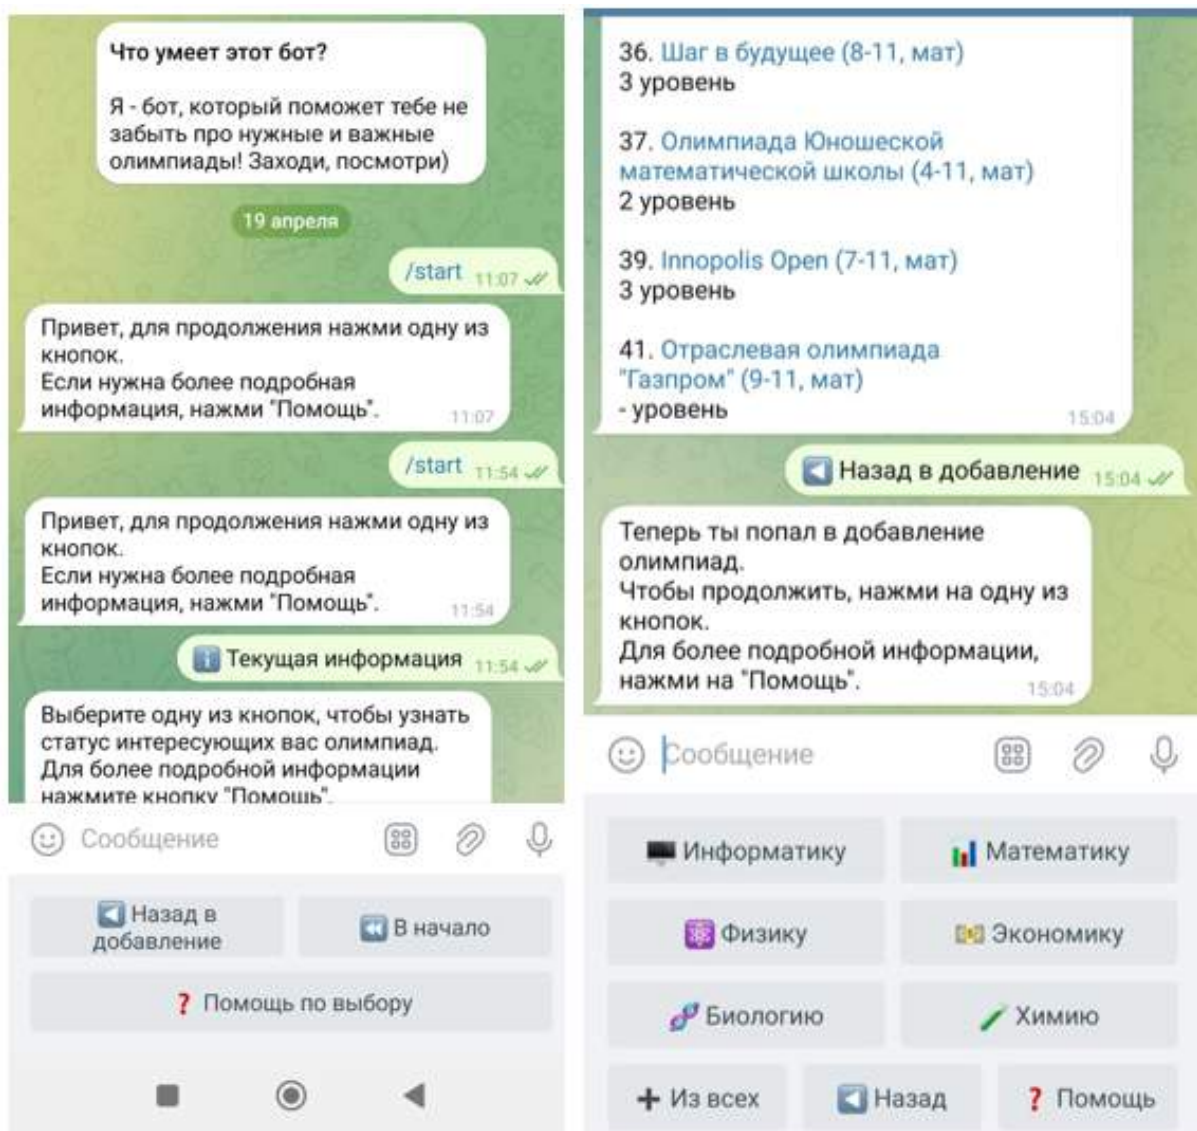 Что умеет этот бот?
Я - бот, который поможет тебе не
забыть про нужные и важные
олимпиады! Заходи, посмотри)
19 апреля
/start 11:07
Привет, для продолжения нажми одну из
кнопок.
Если нужна более подробная
информация, нажми "Помощь".
11:07
/start 11:54
Привет, для продолжения нажми одну из
кнопок.
Если нужна более подробная
информация, нажми "Помощь".
11:54
Текущая информация 11:54
Выберите одну из кнопок, чтобы узнать
статус интересующих вас олимпиад.
Для более подробной информации
нажмите кнопку "Помощь".
Сообщение
Назад в
добавление
В начало
? Помощь по выбору
36. Шаг в будущее (8-11, мат)
3 уровень
37. Олимпиада Юношеской
математической школы (4-11, мат)
2 уровень
39. Innopolis Open (7-11, мат)
3 уровень
41. Отраслевая олимпиада
"Газпром" (9-11, мат)
- уровень
15:04
Назад в добавление 15:04
Теперь ты попал в добавление
олимпиад.
Чтобы продолжить, нажми на одну из
кнопок.
Для более подробной информации,
нажми на "Помощь".
15:04
Сообщение
Информатику
Математику
Физику
Экономику
Биологию
Химию
+ Из всех
Назад
? Помощь